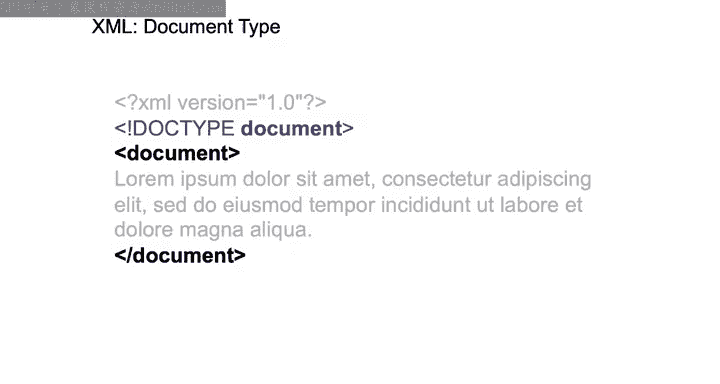 XML: Document Type
<?xml version="1.0"?>
<!DOCTYPE document>
<document>
Lorem ipsum dolor sit amet, consectetur adipiscing
elit, sed do eiusmod tempor incididunt ut labore et
dolore magna aliqua.
</document>